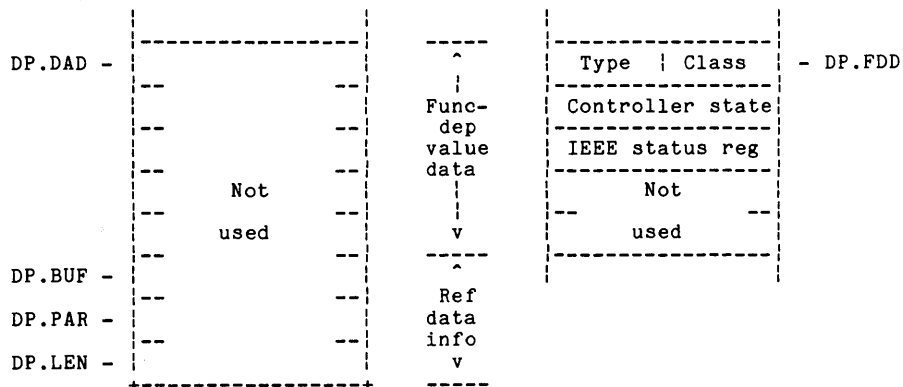 DP.DAD - ^ Type | Class - DP.FDD
Func- Controller state
dep
value IEEE status reg
data
Not Not
used v used
DP.BUF - ^
Ref
DP.PAR - data
info
DP.LEN - v